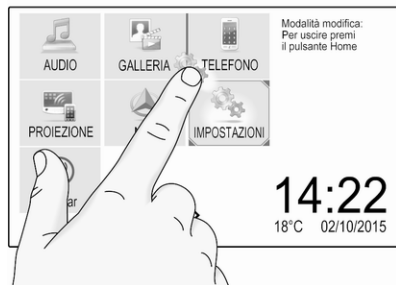 AUDIO
GALLERIA
TELEFONO
Modalità modifica:
Per uscire premi
il pulsante Home
PROIEZIONE
IMPOSTAZIONI
14:22
18°C 02/10/2015